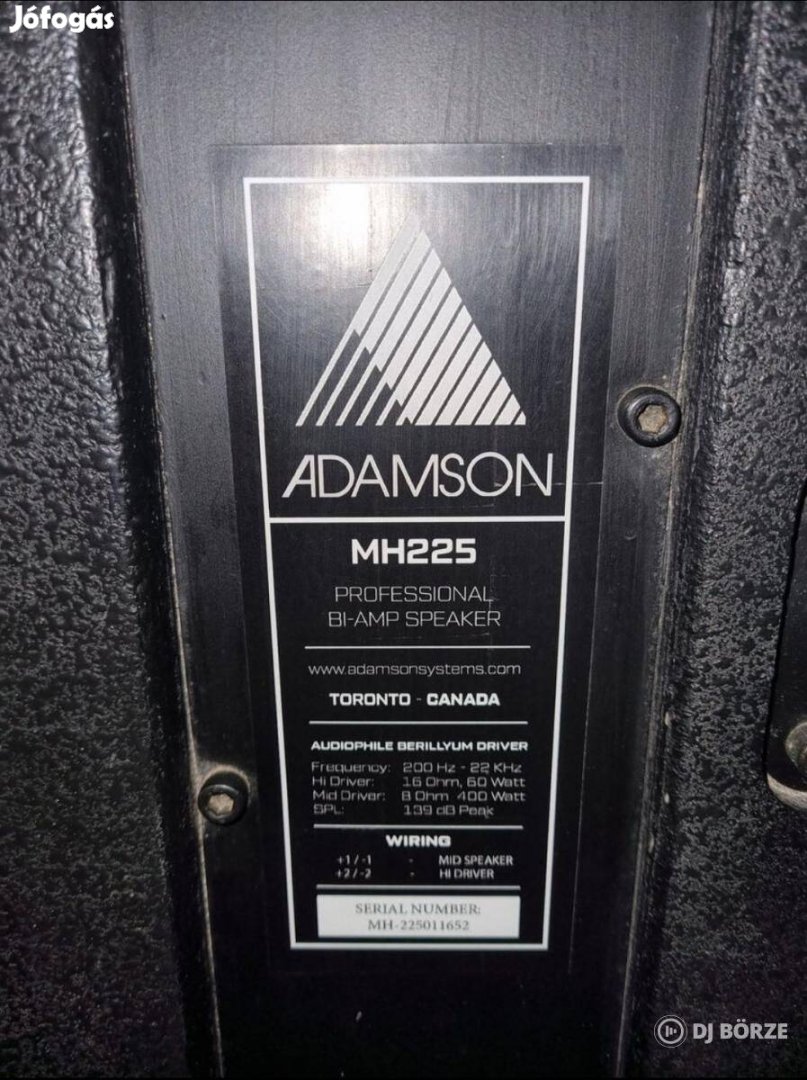 Jófogás
ADAMSON
MH225
PROFESSIONAL
BI-AMP SPEAKER
www.adamsonsystems.com
TORONTO - CANADA
AUDIOPHILE BERILLYUM DRIVER
Frequency: 200 Hz - 22 KHz
Hi Driver: 16 Ohm, 60 Watt
Mid Driver: 8 Ohm 400 Watt
SPL: 139 dB Peak
WIRING
+1/-1 - MID SPEAKER
+2/-2 - HI DRIVER
SERIAL NUMBER:
MH-225011652
DJ BÖRZE